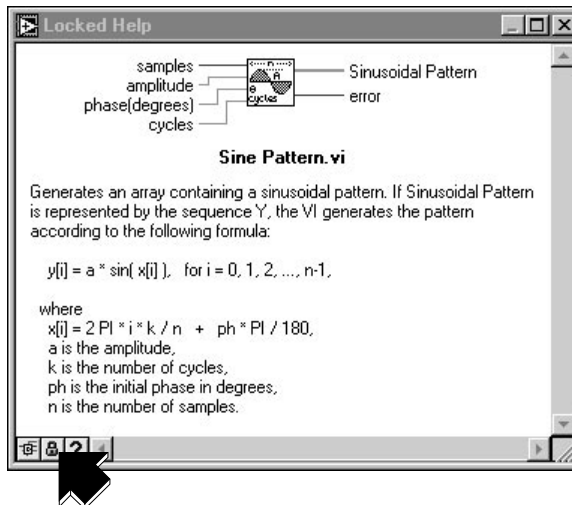 Locked Help
samples
amplitude
phase(degrees)
cycles
n
A
θ
cycles
Sinusoidal Pattern
error
Sine Pattern.vi
Generates an array containing a sinusoidal pattern. If Sinusoidal Pattern
is represented by the sequence Y, the VI generates the pattern
according to the following formula:
y[i] = a * sin( x[i] ),   for i = 0, 1, 2, ..., n-1,
where
x[i] = 2 PI * i * k / n   +   ph * PI / 180,
a is the amplitude,
k is the number of cycles,
ph is the initial phase in degrees,
n is the number of samples.
?